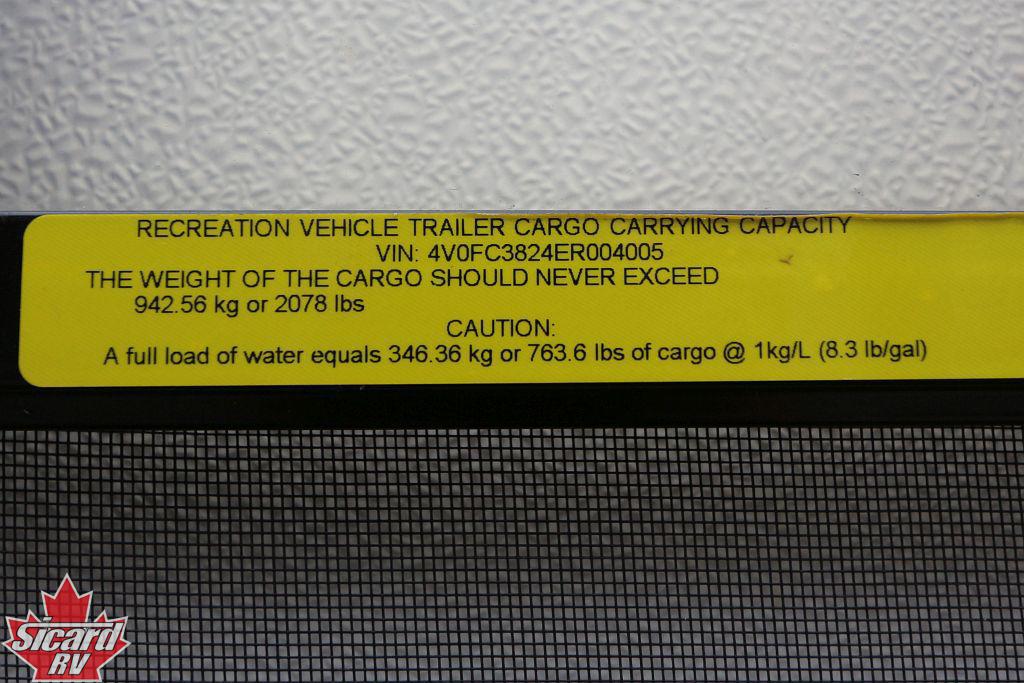 RECREATION VEHICLE TRAILER CARGO CARRYING CAPACITY
VIN: 4V0FC3824ER004005
THE WEIGHT OF THE CARGO SHOULD NEVER EXCEED
942.56 kg or 2078 lbs
CAUTION:
A full load of water equals 346.36 kg or 763.6 lbs of cargo @ 1kg/L (8.3 lb/gal)
Sicard
RV